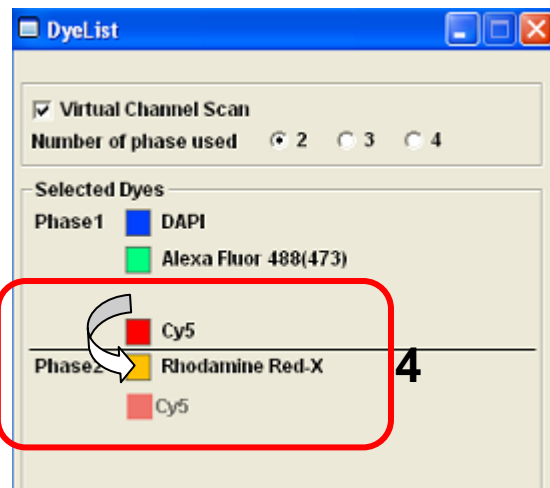 DyeList
Virtual Channel Scan
Number of phase used 2 3 4
Selected Dyes
Phase1 DAPI
Alexa Fluor 488(473)
Cy5
Phase2 Rhodamine Red-X
4
Cy5